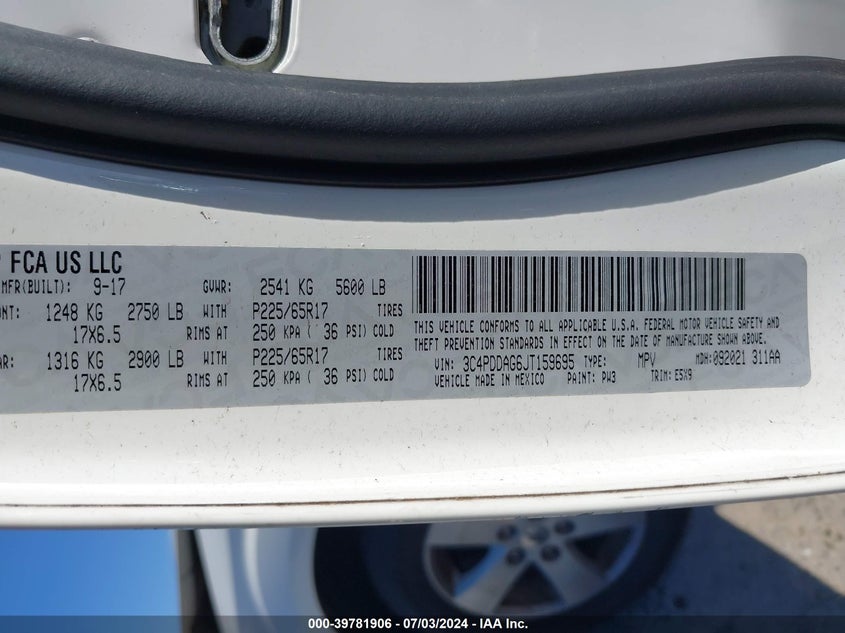 FCA US LLC
MFR(BUILT): 9-17 GVWR: 2541 KG 5600 LB
NT: 1248 KG 2750 LB WITH P225/65R17 TIRES
17X6.5 RIMS AT 250 KPA ( 36 PSI) COLD
AR: 1316 KG 2900 LB WITH P225/65R17 TIRES
17X6.5 RIMS AT 250 KPA ( 36 PSI) COLD
THIS VEHICLE CONFORMS TO ALL APPLICABLE U.S.A. FEDERAL MOTOR VEHICLE SAFETY AND
THEFT PREVENTION STANDARDS IN EFFECT ON THE DATE OF MANUFACTURE SHOWN ABOVE.
VIN: 3C4PDDAG6JT159695 TYPE: MPV MDH: 092021 311AA
VEHICLE MADE IN MEXICO PAINT: PW3 TRIM: E5X9
000-39781906 - 07/03/2024 - IAA Inc.